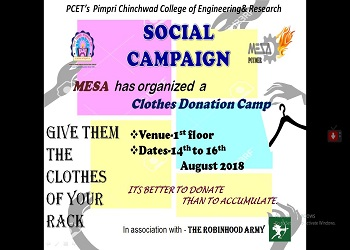 PCET's Pimpri Chinchwad College of Engineering& Research
SOCIAL
CAMPAIGN
MESA
PCCOER
MESA has organized a
Clothes Donation Camp
GIVE THEM
THE
CLOTHES
OF YOUR
RACK
❖Venue-1st floor
❖Dates-14th to 16th
August 2018
ITS BETTER TO DONATE
THAN TO ACCUMULATE.
In association with - THE ROBINHOOD ARMY